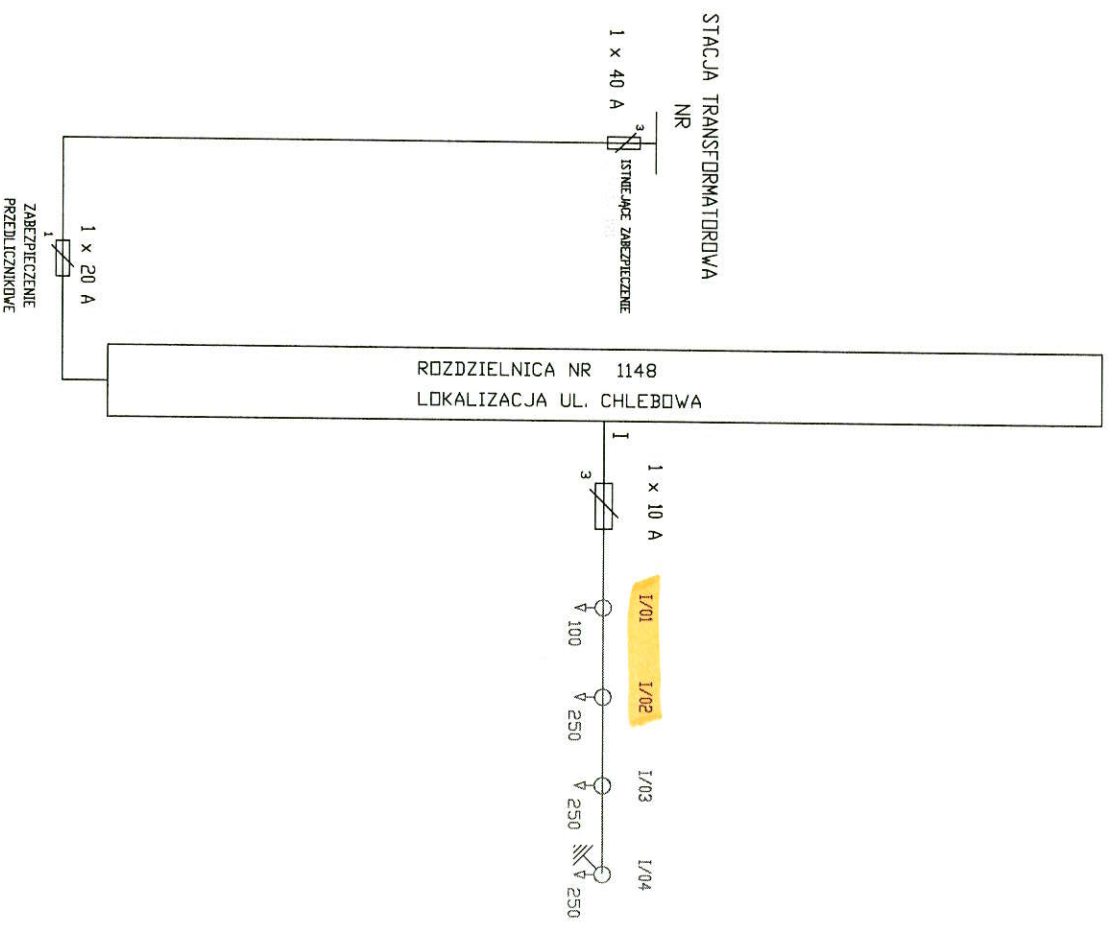 STACJA TRANSFORMATOROWA
NR
1 x 40 A
3
ISTNIEJĄCE ZABEZPIECZENIE
1 x 20 A
1
ZABEZPIECZENIE
PRZEDLICZNIKOWE
ROZDZIELNICA NR 1148
LOKALIZACJA UL. CHLEBOWA
I
1 x 10 A
3
I/01 I/02 I/03 I/04
100 250 250 250